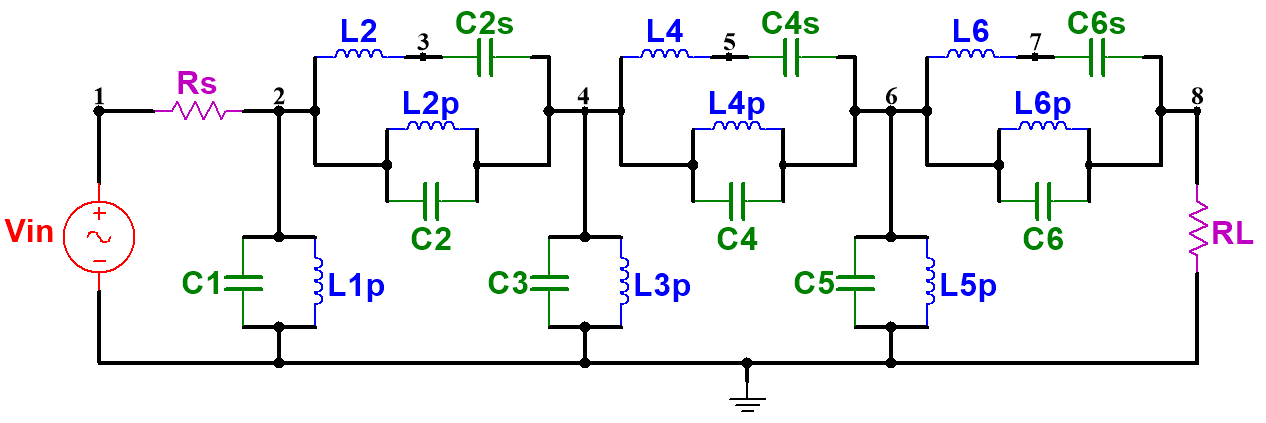 L2 3 C2s L4 5 C4s L6 7 C6s
1 Rs 2 L2p 4 L4p 6 L6p 8
Vin C2 C4 C6 RL
C1 L1p C3 L3p C5 L5p